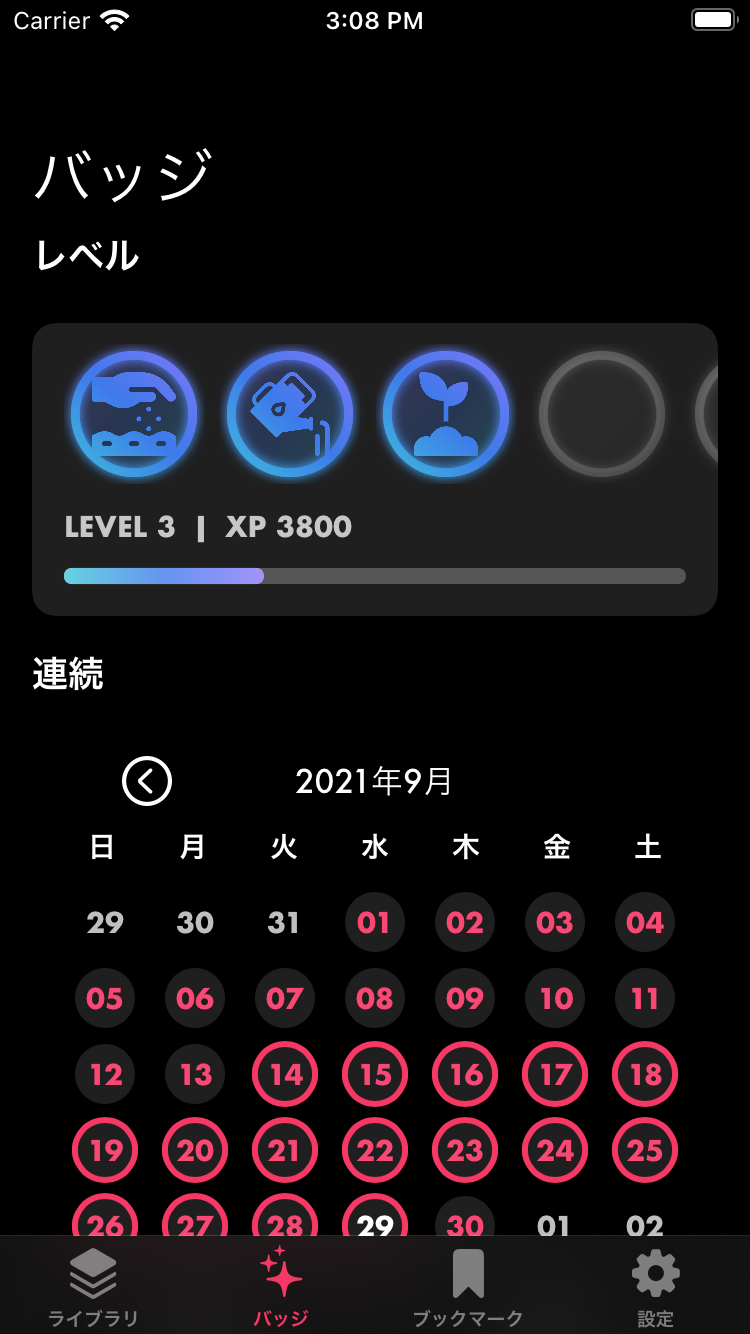 Carrier 3:08 PM
バッジ
レベル
LEVEL 3 | XP 3800
連続
2021年9月
日 月 火 水 木 金 土
29 30 31 01 02 03 04
05 06 07 08 09 10 11
12 13 14 15 16 17 18
19 20 21 22 23 24 25
26 27 28 29 30 01 02
ライブラリ バッジ ブックマーク 設定